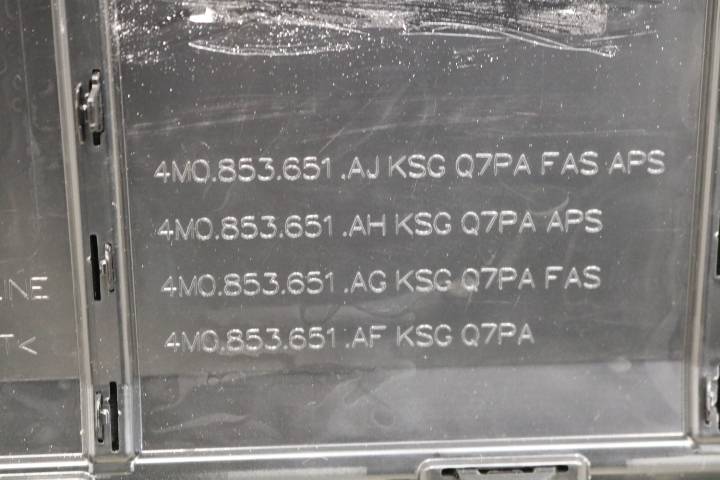 4M0.853.651.AJ KSG Q7PA FAS APS
4M0.853.651.AH KSG Q7PA APS
4M0.853.651.AG KSG Q7PA FAS
4M0.853.651.AF KSG Q7PA